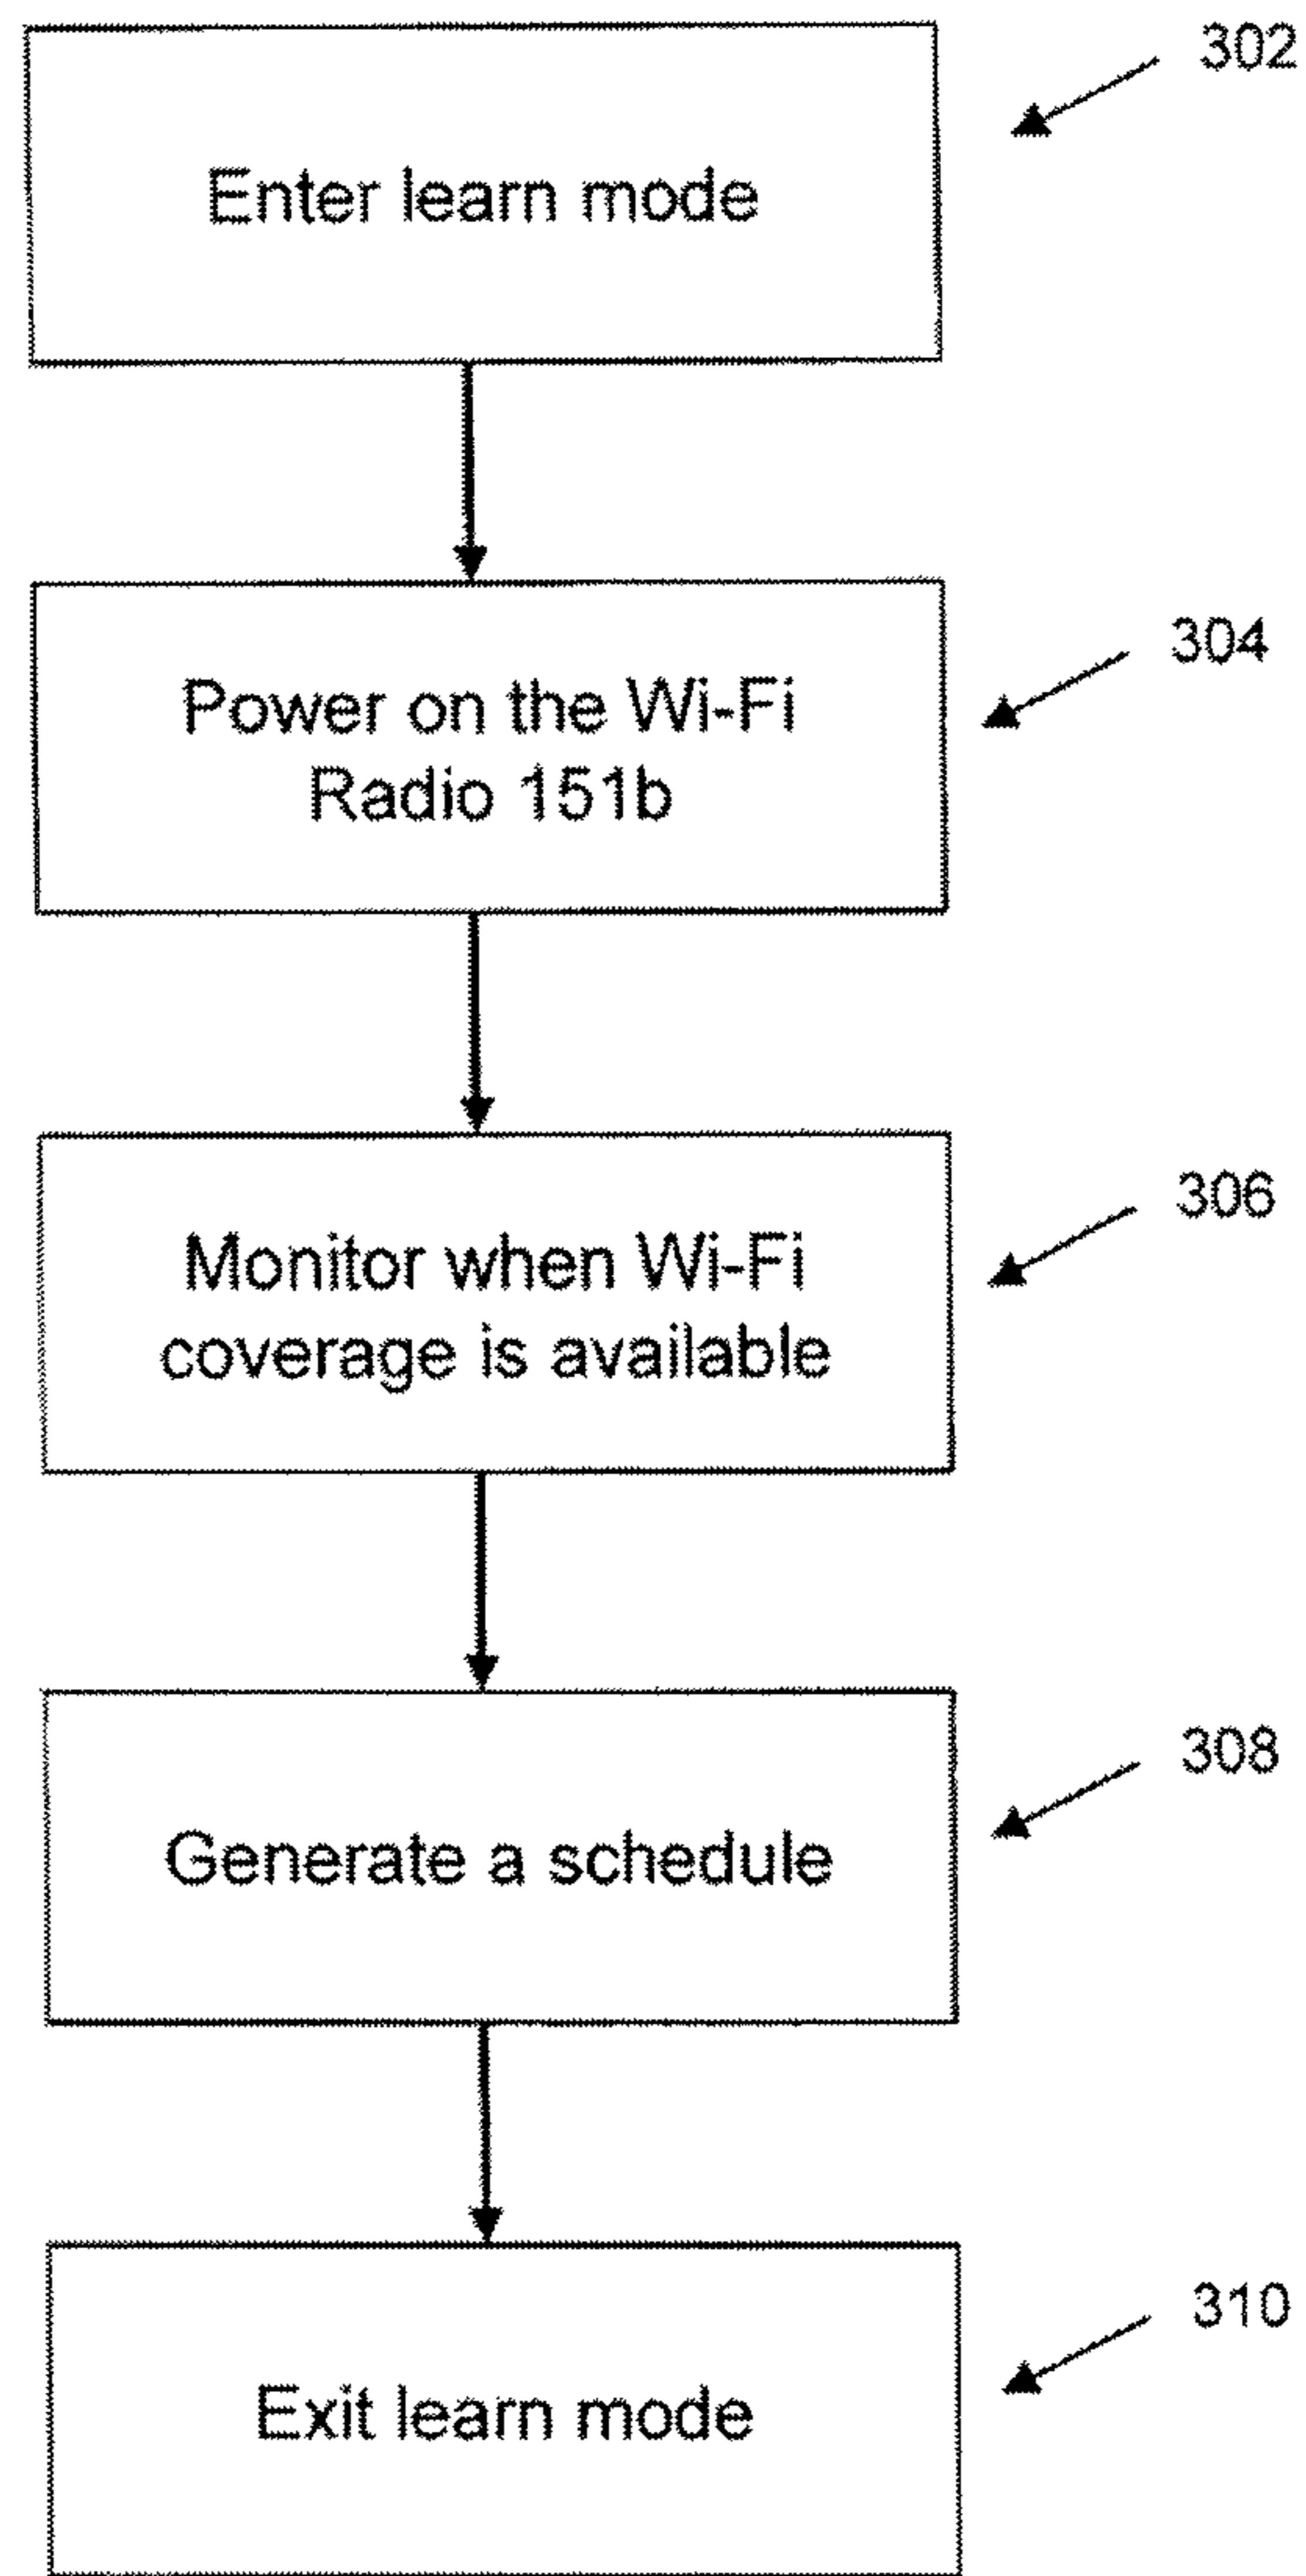 302
Enter learn mode
304
Power on the Wi-Fi
Radio 151b
306
Monitor when Wi-Fi
coverage is available
308
Generate a schedule
310
Exit learn mode